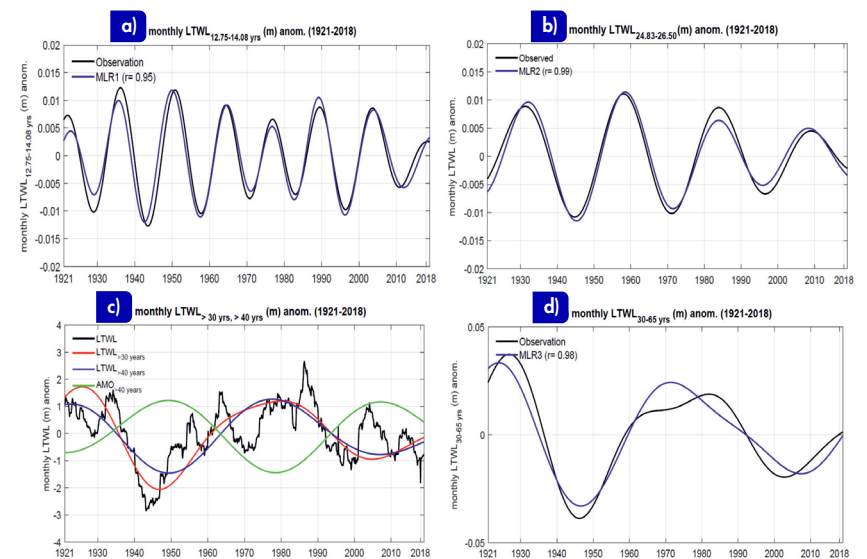 a)
monthly LTWL12.75-14.08 yrs (m) anom. (1921-2018)
monthly LTWL12.75-14.08 yrs (m) anom.
0.02
0.015
0.01
0.005
0
-0.005
-0.01
-0.015
-0.02
Observation
MLR1 (r= 0.95)
1921 1930 1940 1950 1960 1970 1980 1990 2000 2010 2018
b)
monthly LTWL24.83-26.50(m) anom. (1921-2018)
monthly LTWL (m) anom.
0.02
0.015
0.01
0.005
0
-0.005
-0.01
-0.015
-0.02
Observed
MLR2 (r= 0.99)
1921 1930 1940 1950 1960 1970 1980 1990 2000 2010 2018
c)
monthly LTWL> 30 yrs, > 40 yrs (m) anom. (1921-2018)
monthly LTWL (m) anom.
4
3
2
1
0
-1
-2
-3
-4
LTWL
LTWL>30 years
LTWL>40 years
AMO>40 years
1921 1930 1940 1950 1960 1970 1980 1990 2000 2010 2018
d)
monthly LTWL30-65 yrs (m) anom. (1921-2018)
monthly LTWL30-65 yrs (m) anom.
0.05
0
-0.05
Observation
MLR3 (r= 0.98)
1921 1930 1940 1950 1960 1970 1980 1990 2000 2010 2018